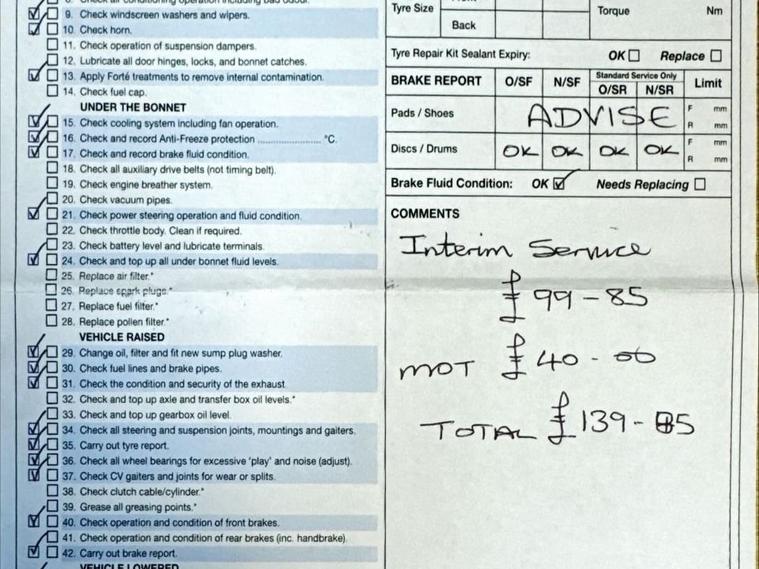 9. Check windscreen washers and wipers.
10. Check horn.
11. Check operation of suspension dampers.
12. Lubricate all door hinges, locks, and bonnet catches.
13. Apply Forté treatments to remove internal contamination.
14. Check fuel cap.
UNDER THE BONNET
15. Check cooling system including fan operation.
16. Check and record Anti-Freeze protection ...................... °C.
17. Check and record brake fluid condition.
18. Check all auxiliary drive belts (not timing belt).
19. Check engine breather system.
20. Check vacuum pipes.
21. Check power steering operation and fluid condition.
22. Check throttle body. Clean if required.
23. Check battery level and lubricate terminals.
24. Check and top up all under bonnet fluid levels.
25. Replace air filter.*
26. Replace spark plugs.*
27. Replace fuel filter.*
28. Replace pollen filter.*
VEHICLE RAISED
29. Change oil, filter and fit new sump plug washer.
30. Check fuel lines and brake pipes.
31. Check the condition and security of the exhaust.
32. Check and top up axle and transfer box oil levels.*
33. Check and top up gearbox oil level.
34. Check all steering and suspension joints, mountings and gaiters.
35. Carry out tyre report.
36. Check all wheel bearings for excessive 'play' and noise (adjust).
37. Check CV gaiters and joints for wear or splits.
38. Check clutch cable/cylinder.*
39. Grease all greasing points.*
40. Check operation and condition of front brakes.
41. Check operation and condition of rear brakes (inc. handbrake).
42. Carry out brake report.
VEHICLE LOWERED
Tyre Size
Back
Torque Nm
Tyre Repair Kit Sealant Expiry: OK Replace
BRAKE REPORT O/SF N/SF Standard Service Only O/SR N/SR Limit
Pads / Shoes ADVISE F mm
R mm
Discs / Drums OK OK OK OK F mm
R mm
Brake Fluid Condition: OK Needs Replacing
COMMENTS
Interim Service
£99-85
MOT £40-00
TOTAL £139-85